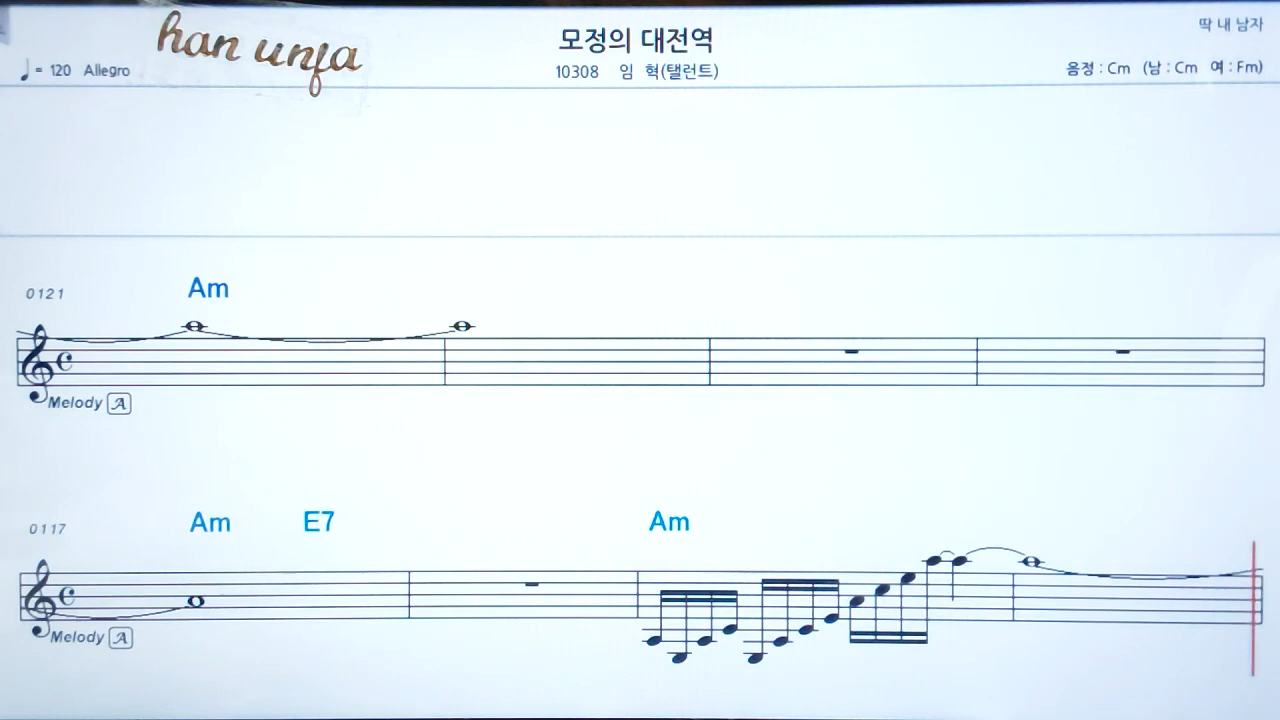 han unja
모정의 대전역
딱 내 남자
♩ = 120 Allegro
10308 임 혁(탤런트)
음정 : Cm (남 : Cm 여 : Fm)
0121
Am
Melody A
0117
Am E7 Am
Melody A